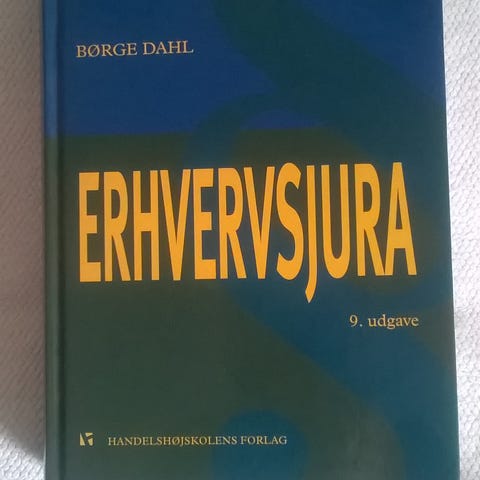 BØRGE DAHL
ERHVERVSJURA
9. udgave
HANDELSHØJSKOLENS FORLAG